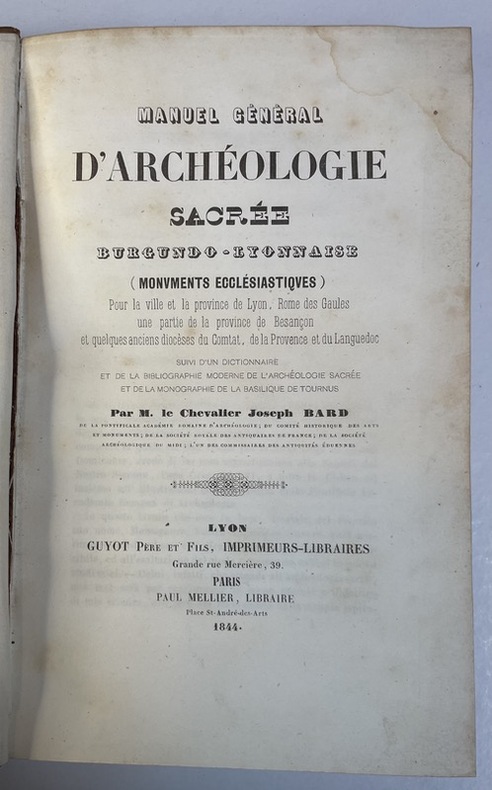 MANUEL GÉNÉRAL
D'ARCHÉOLOGIE
SACRÉE
BURGUNDO-LYONNAISE
(MONVMENTS ECCLÉSIASTIQVES)
Pour la ville et la province de Lyon, Rome des Gaules
une partie de la province de Besançon
et quelques anciens diocèses du Comtat, de la Provence et du Languedoc
SUIVI D'UN DICTIONNAIRE
ET DE LA BIBLIOGRAPHIE MODERNE DE L'ARCHÉOLOGIE SACRÉE
ET DE LA MONOGRAPHIE DE LA BASILIQUE DE TOURNUS
Par M. le Chevalier Joseph BARD
DE LA PONTIFICALE ACADÉMIE ROMAINE D'ARCHÉOLOGIE; DU COMITÉ HISTORIQUE DES ARTS
ET MONUMENTS; DE LA SOCIÉTÉ ROYALE DES ANTIQUAIRES DE FRANCE; DE LA SOCIÉTÉ
ARCHÉOLOGIQUE DU MIDI; L'UN DES COMMISSAIRES DES ANTIQUITÉS ÉDUENNES
LYON
GUYOT PÈRE ET FILS, IMPRIMEURS-LIBRAIRES
Grande rue Mercière, 39.
PARIS
PAUL MELLIER, LIBRAIRE
Place St-André-des-Arts
1844.